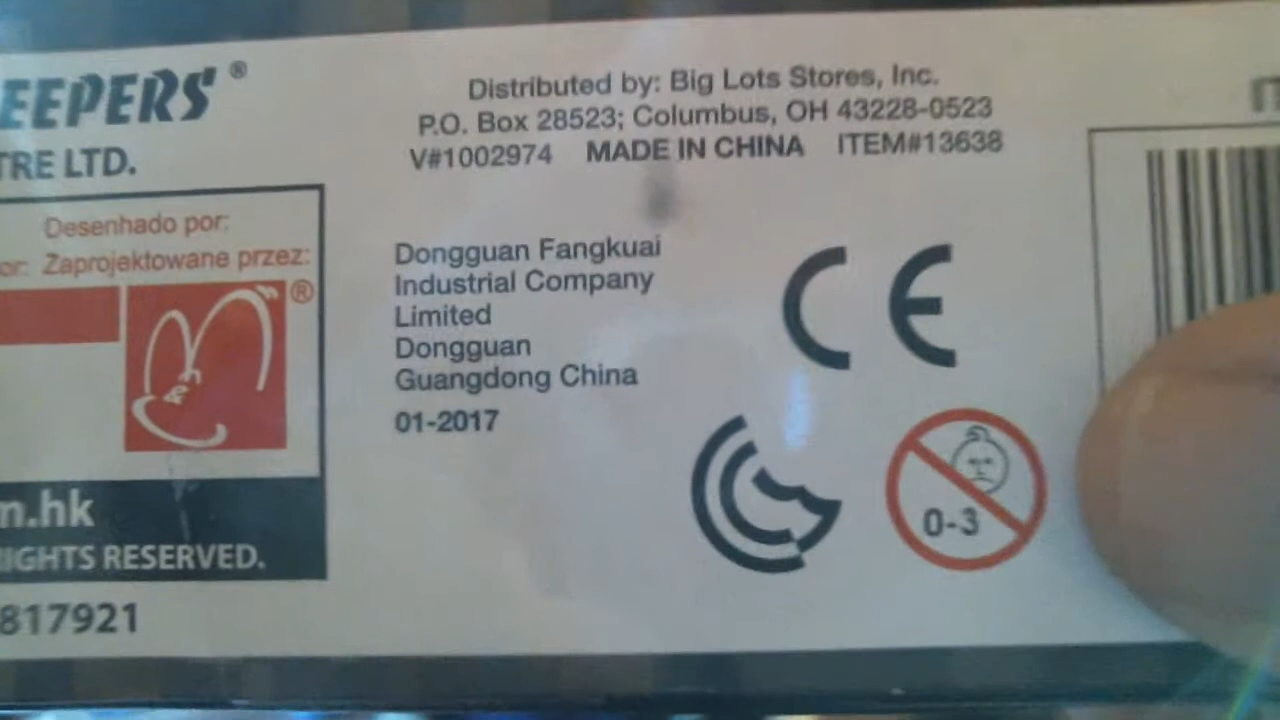 EEPERS®
TRE LTD.
Desenhado por:
or: Zaprojektowane przez:
®
m.hk
IGHTS RESERVED.
817921
Distributed by: Big Lots Stores, Inc.
P.O. Box 28523; Columbus, OH 43228-0523
V#1002974 MADE IN CHINA ITEM#13638
Dongguan Fangkuai
Industrial Company
Limited
Dongguan
Guangdong China
01-2017
CE
0-3